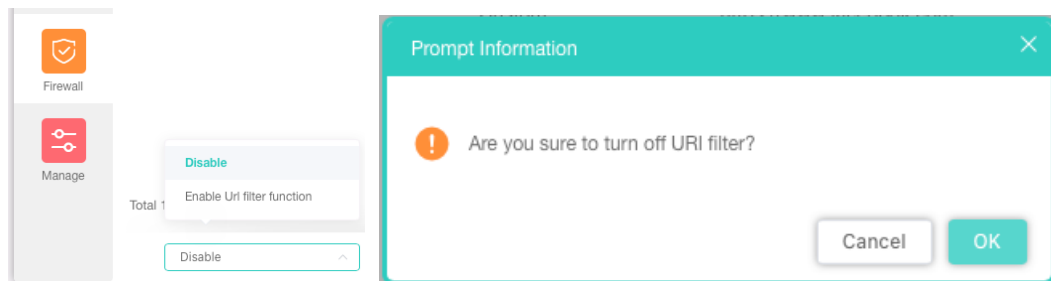 Firewall
Manage
Disable
Enable Url filter function
Total 1
Disable
Prompt Information
Are you sure to turn off URI filter?
Cancel
OK